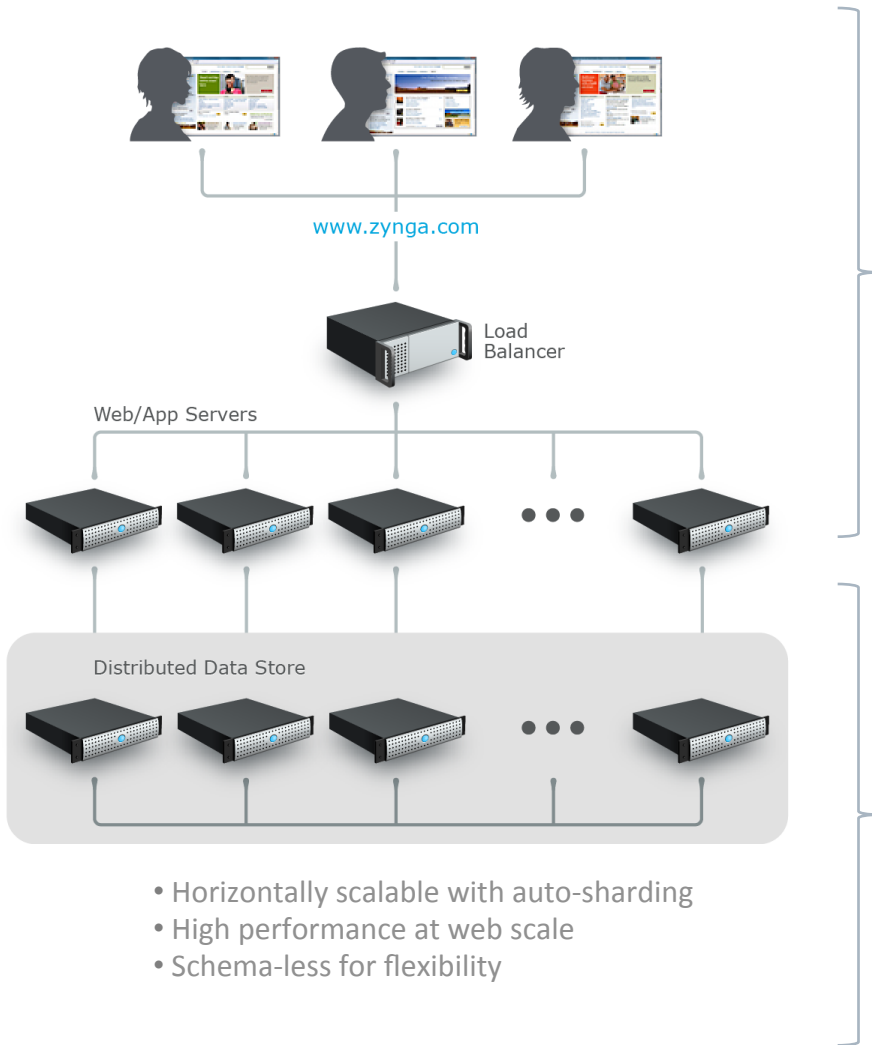 www.zynga.com
Load
Balancer
Web/App Servers
Distributed Data Store
• Horizontally scalable with auto-sharding
• High performance at web scale
• Schema-less for flexibility